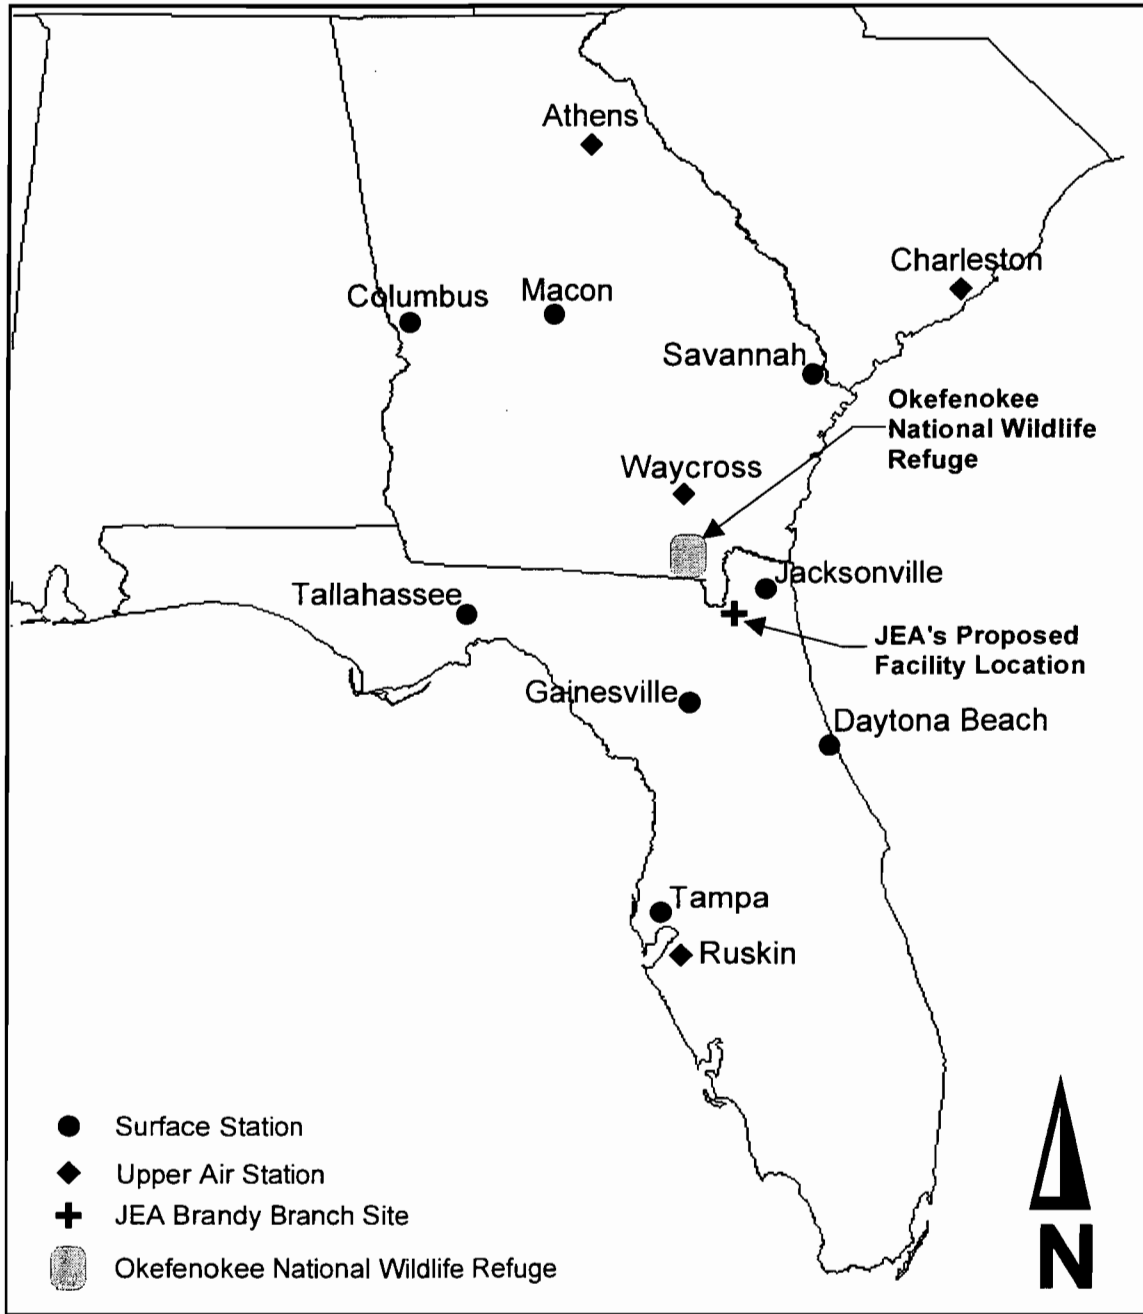 Athens
Charleston
Columbus
Macon
Savannah
Okefenokee
National Wildlife
Refuge
Waycross
Jacksonville
Tallahassee
JEA's Proposed
Facility Location
Gainesville
Daytona Beach
Tampa
Ruskin
Surface Station
Upper Air Station
JEA Brandy Branch Site
Okefenokee National Wildlife Refuge
N